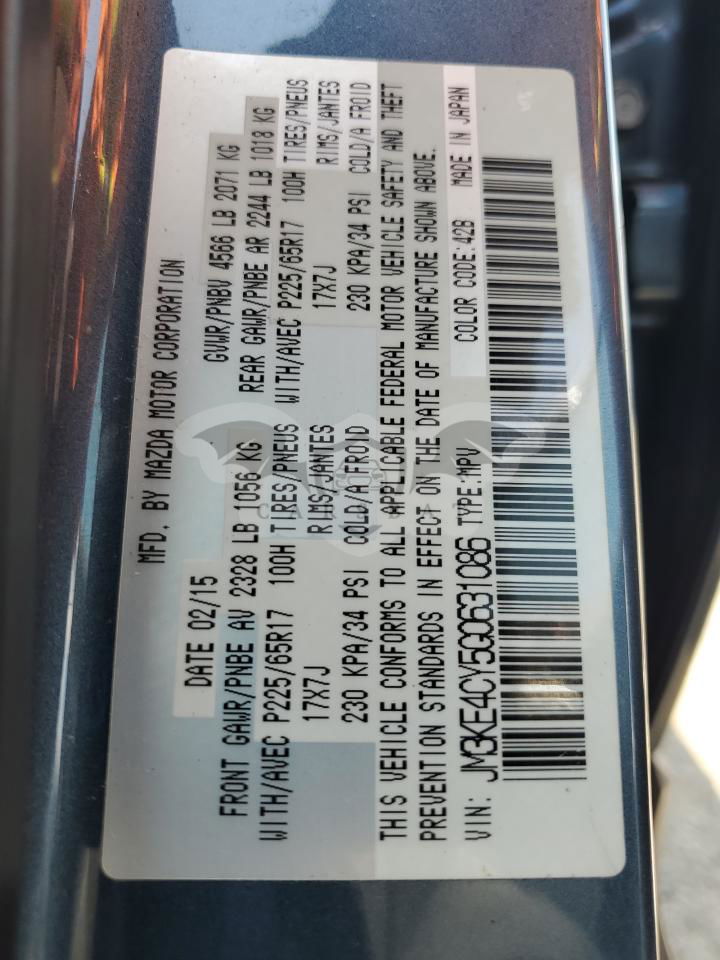 MFD. BY MAZDA MOTOR CORPORATION
DATE 02/15 GVWR/PNBV 4566 LB 2071 KG
FRONT GAWR/PNBE AV 2328 LB 1056 KG REAR GAWR/PNBE AR 2244 LB 1018 KG
WITH/AVEC P225/65R17 100H TIRES/PNEUS WITH/AVEC P225/65R17 100H TIRES/PNEUS
17X7J RIMS/JANTES 17X7J RIMS/JANTES
230 KPA/34 PSI COLD/A FROID 230 KPA/34 PSI COLD/A FROID
THIS VEHICLE CONFORMS TO ALL APPLICABLE FEDERAL MOTOR VEHICLE SAFETY AND THEFT
PREVENTION STANDARDS IN EFFECT ON THE DATE OF MANUFACTURE SHOWN ABOVE.
COLOR CODE:42B MADE IN JAPAN
VIN: JM3KE4CY5G0631086 TYPE:MPV